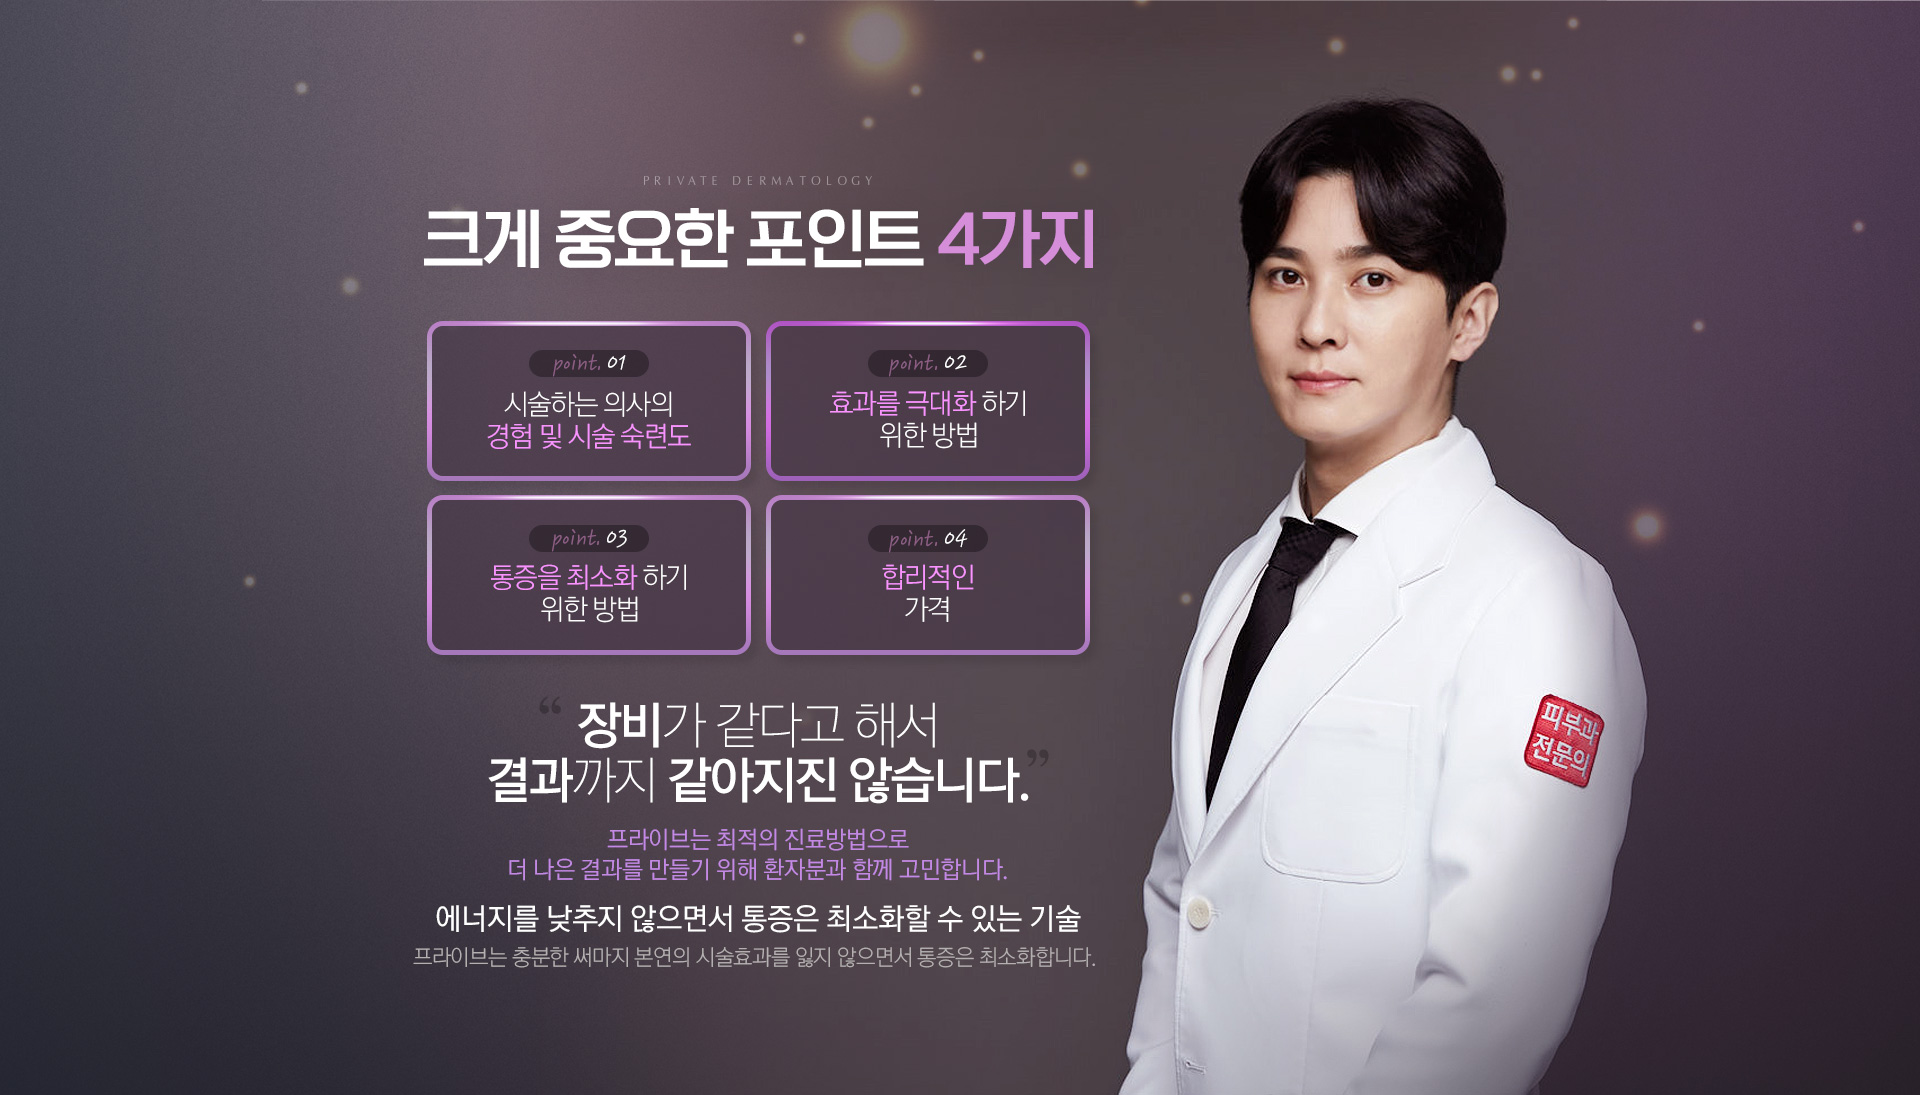 PRIVATE DERMATOLOGY
크게 중요한 포인트 4가지
point. 01
시술하는 의사의
경험 및 시술 숙련도
point. 02
효과를 극대화 하기
위한 방법
point. 03
통증을 최소화 하기
위한 방법
point. 04
합리적인
가격
“ 장비가 같다고 해서
결과까지 같아지진 않습니다.”
프라이브는 최적의 진료방법으로
더 나은 결과를 만들기 위해 환자분과 함께 고민합니다.
에너지를 낮추지 않으면서 통증은 최소화할 수 있는 기술
프라이브는 충분한 써마지 본연의 시술효과를 잃지 않으면서 통증은 최소화합니다.
피부과
전문의